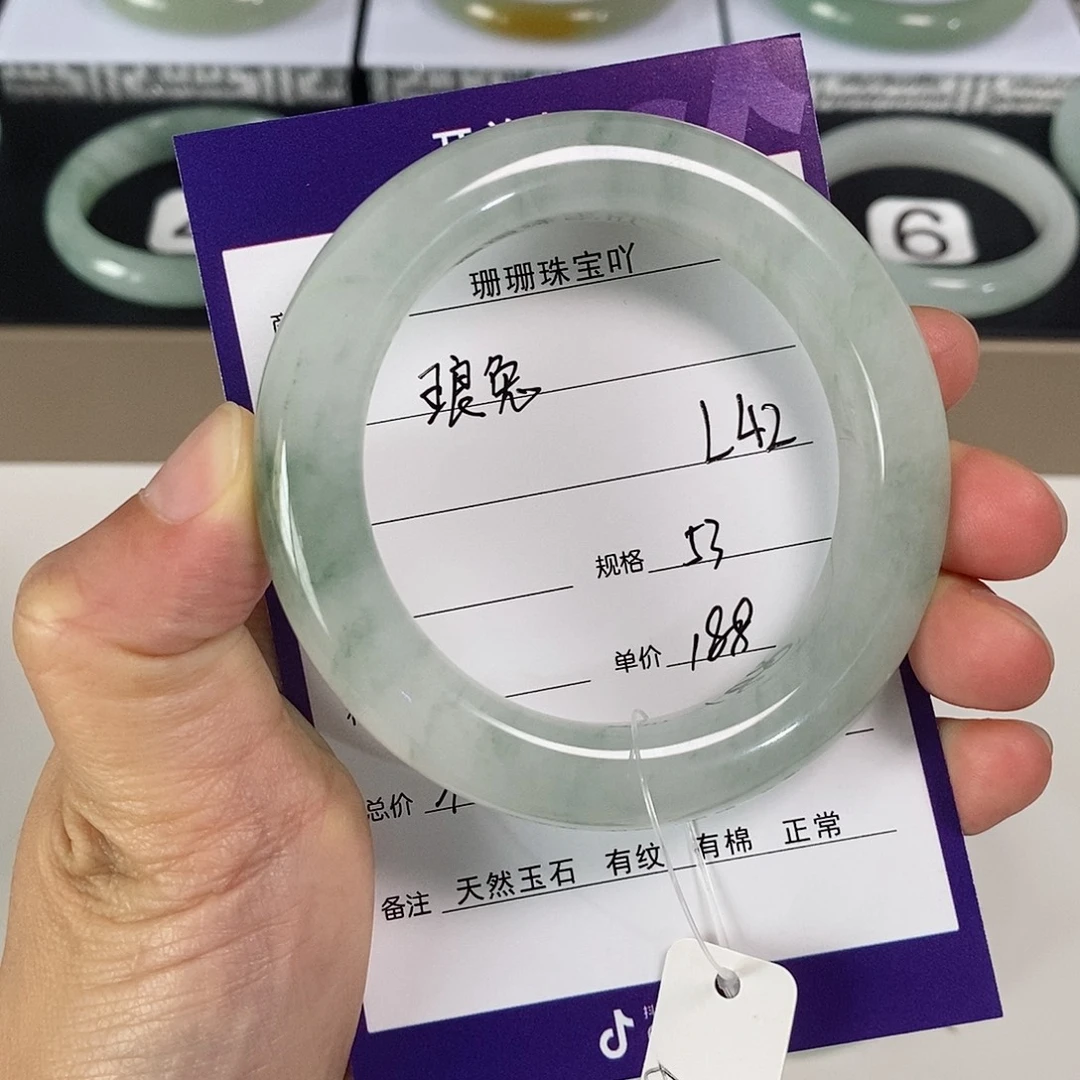 珊珊珠宝吖
琅兔
L42
规格 53
单价 188
总价
备注 天然玉石 有纹 有棉 正常
6